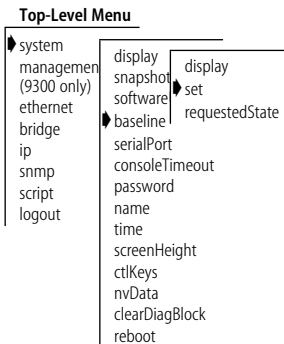 Top-Level Menu
system
managemen
(9300 only)
ethernet
bridge
ip
snmp
script
logout
display
snapshot
software
baseline
serialPort
consoleTimeout
password
name
time
screenHeight
ctlKeys
nvData
clearDiagBlock
reboot
display
set
requestedState